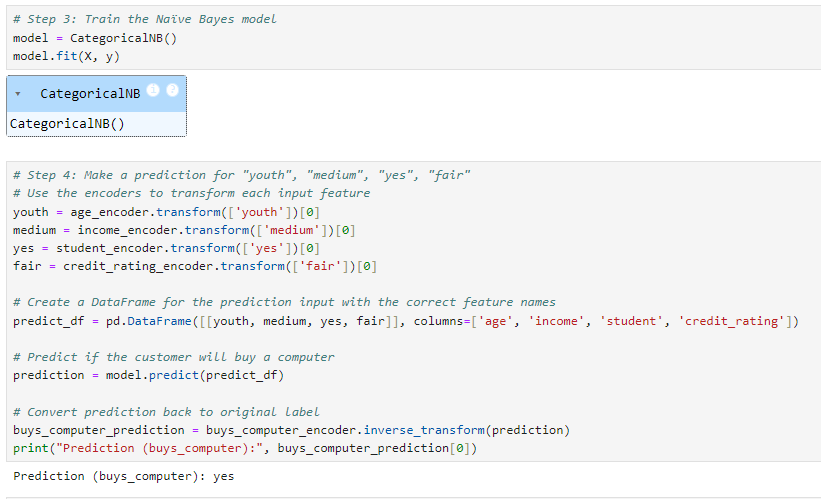 # Step 3: Train the Naïve Bayes model
model = CategoricalNB()
model.fit(X, y)
CategoricalNB i ?
CategoricalNB()
# Step 4: Make a prediction for "youth", "medium", "yes", "fair"
# Use the encoders to transform each input feature
youth = age_encoder.transform(['youth'])[0]
medium = income_encoder.transform(['medium'])[0]
yes = student_encoder.transform(['yes'])[0]
fair = credit_rating_encoder.transform(['fair'])[0]
# Create a DataFrame for the prediction input with the correct feature names
predict_df = pd.DataFrame([[youth, medium, yes, fair]], columns=['age', 'income', 'student', 'credit_rating'])
# Predict if the customer will buy a computer
prediction = model.predict(predict_df)
# Convert prediction back to original label
buys_computer_prediction = buys_computer_encoder.inverse_transform(prediction)
print("Prediction (buys_computer):", buys_computer_prediction[0])
Prediction (buys_computer): yes